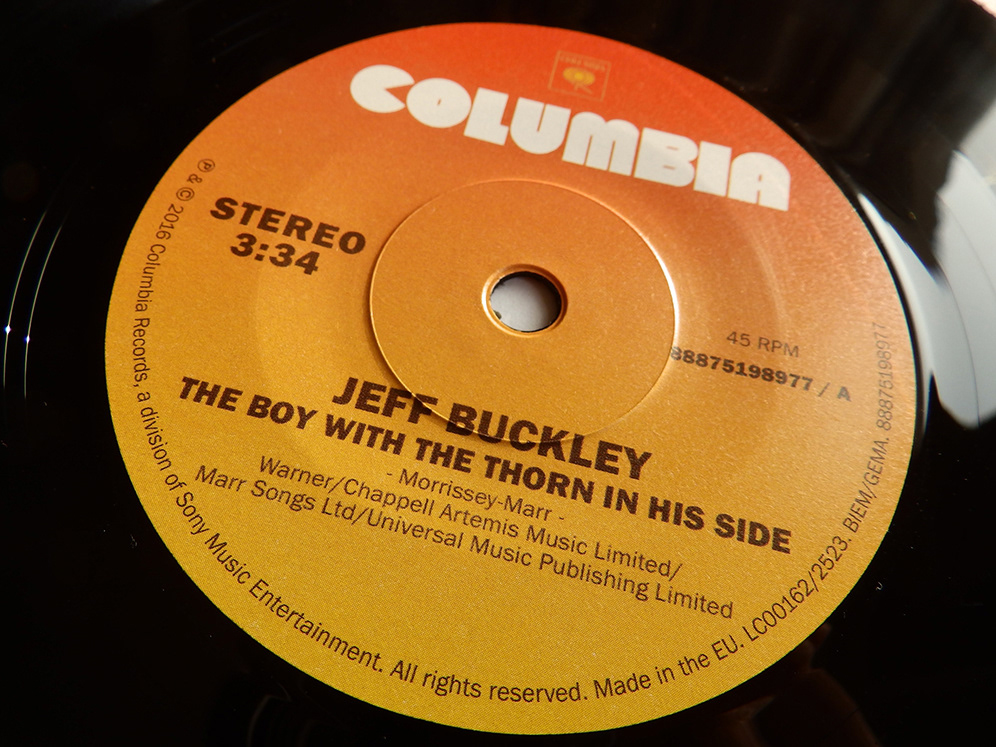 COLUMBIA
STEREO
3:34
45 RPM
88875198977 / A
JEFF BUCKLEY
THE BOY WITH THE THORN IN HIS SIDE
- Morrissey-Marr -
Warner/Chappell Artemis Music Limited/
Marr Songs Ltd/Universal Music Publishing Limited
℗ & © 2016 Columbia Records, a division of Sony Music Entertainment. All rights reserved. Made in the EU. LC00162/2523. BIEM/GEMA. 88875198977